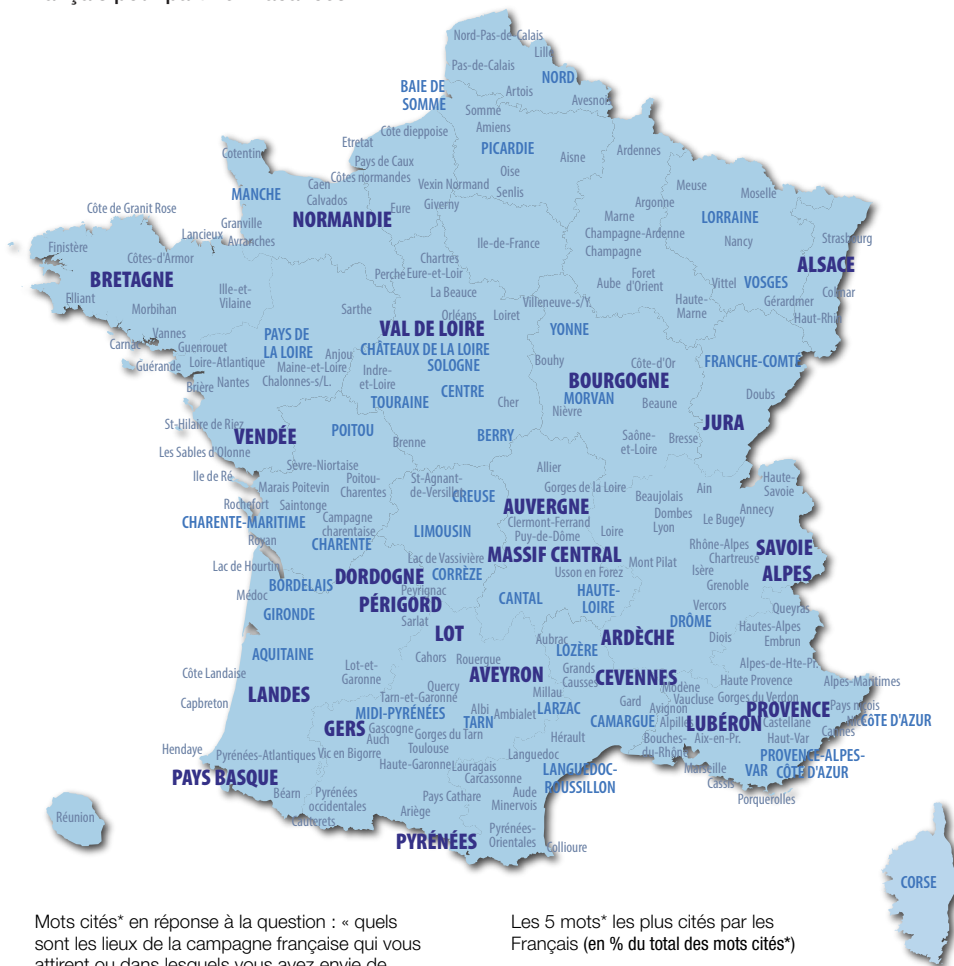 Nord-Pas-de-Calais
Lille
Pas-de-Calais
NORD
BAIE DE
SOMME
Artois
Avesnois
Somme
Côte dieppoise
Amiens
Etretat
PICARDIE
Cotentin
Pays de Caux
Oise
Aisne
Ardennes
Côtes normandes
Vexin Normand
Senlis
MANCHE
Caen
Calvados
Eure
Giverny
Meuse
Moselle
Argonne
Côte de Granit Rose
Granville
NORMANDIE
Marne
LORRAINE
Lancieux
Avranches
Ile-de-France
Champagne-Ardenne
Champagne
Nancy
Strasbourg
Finistère
Côtes-d'Armor
Chartres
ALSACE
BRETAGNE
Perche
Eure-et-Loir
Aube
Foret
d'Orient
Vittel
VOSGES
Elliant
Ille-et-
Vilaine
La Beauce
Villeneuve-s/Y.
Haute-
Marne
Gérardmer
Colmar
Morbihan
Sarthe
Orléans
Loiret
Haut-Rhin
Vannes
VAL DE LOIRE
YONNE
Carnac
Guenrouet
PAYS DE
LA LOIRE
Anjou
CHÂTEAUX DE LA LOIRE
Guérande
Loire-Atlantique
Maine-et-Loire
SOLOGNE
Bouhy
Côte-d'Or
FRANCHE-COMTÉ
Brière
Nantes
Chalonnes-s/L.
Indre-
et-Loire
CENTRE
BOURGOGNE
TOURAINE
Cher
MORVAN
Beaune
Doubs
Nièvre
St-Hilaire de Riez
VENDÉE
POITOU
Brenne
BERRY
Saône-
et-Loire
Bresse
JURA
Les Sables d'Olonne
Sèvre-Niortaise
Allier
Ile de Ré
Marais Poitevin
Poitou-
Charentes
St-Agnant-
de-Versillat
CREUSE
Gorges de la Loire
Ain
Haute-
Savoie
Rochefort
Saintonge
AUVERGNE
Beaujolais
Annecy
CHARENTE-MARITIME
Campagne
charentaise
Clermont-Ferrand
Dombes
Le Bugey
Royan
CHARENTE
LIMOUSIN
Puy-de-Dôme
Loire
Lyon
Lac de Hourtin
Lac de Vassivière
MASSIF CENTRAL
Rhône-Alpes
Chartreuse
SAVOIE
BORDELAIS
DORDOGNE
CORRÈZE
Usson en Forez
Mont Pilat
Isère
ALPES
Médoc
Peyrignac
Grenoble
GIRONDE
PÉRIGORD
CANTAL
HAUTE-
LOIRE
Vercors
Queyras
Sarlat
DRÔME
Hautes-Alpes
LOT
Aubrac
ARDÈCHE
Diois
Embrun
AQUITAINE
Cahors
Rouergue
LOZÈRE
Côte Landaise
Lot-et-
Garonne
AVEYRON
Grands
Causses
CEVENNES
Alpes-de-Hte-Pr.
Haute Provence
Alpes-Maritimes
Capbreton
LANDES
Quercy
Millau
Modène
Vaucluse
Gorges du Verdon
Tarn-et-Garonne
Albi
Ambialet
LARZAC
Gard
Avignon
PROVENCE
Pays niçois
GERS
MIDI-PYRÉNÉES
TARN
CAMARGUE
Alpilles
LUBÉRON
Castellane
CÔTE D'AZUR
Gascogne
Auch
Gorges du Tarn
Hérault
Bouches-
du-Rhône
Aix-en-Pr.
Haut-Var
Cannes
Hendaye
Pyrénées-Atlantiques
Vic en Bigorre
Toulouse
Languedoc
PROVENCE-ALPES-
CÔTE D'AZUR
PAYS BASQUE
Haute-Garonne
Lauragais
LANGUEDOC-
ROUSSILLON
Marseille
VAR
Carcassonne
Cassis
Béarn
Pyrénées
occidentales
Pays Cathare
Aude
Minervois
Porquerolles
Réunion
Cauterets
Ariège
PYRÉNÉES
Pyrénées-
Orientales
Collioure
CORSE
Mots cités* en réponse à la question : « quels
sont les lieux de la campagne française qui vous
attirent ou dans lesquels vous avez envie de
Les 5 mots* les plus cités par les
Français (en % du total des mots cités*)